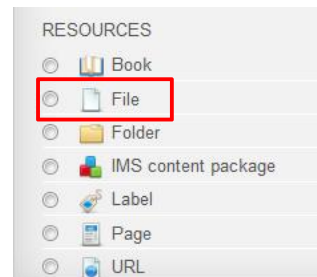 RESOURCES
Book
File
Folder
IMS content package
Label
Page
URL